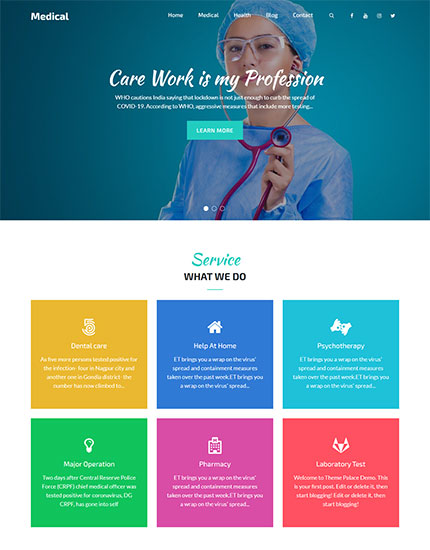 Medical
Home Medical Health Blog Contact
Care Work is my Profession
WHO cautions India saying that lockdown is not just enough to curb the spread of
COVID-19. According to WHO, aggressive measures that include more testing...
LEARN MORE
Service
WHAT WE DO
Dental care
As five more persons tested positive for
the infection- four in Nagpur city and
another one in Gondia district- the
number has now climbed to...
Help At Home
ET brings you a wrap on the virus'
spread and containment measures
taken over the past week.ET brings you
a wrap on the virus' spread...
Psychotherapy
ET brings you a wrap on the virus'
spread and containment measures
taken over the past week.ET brings you
a wrap on the virus' spread...
Major Operation
Two days after Central Reserve Police
Force (CRPF) chief medical officer was
tested positive for coronavirus, DG
CRPF, has gone into self
Pharmacy
ET brings you a wrap on the virus'
spread and containment measures
taken over the past week.ET brings you
a wrap on the virus' spread...
Laboratory Test
Welcome to Theme Palace Demo. This
is your first post. Edit or delete it, then
start blogging! Edit or delete it, then
start blogging!